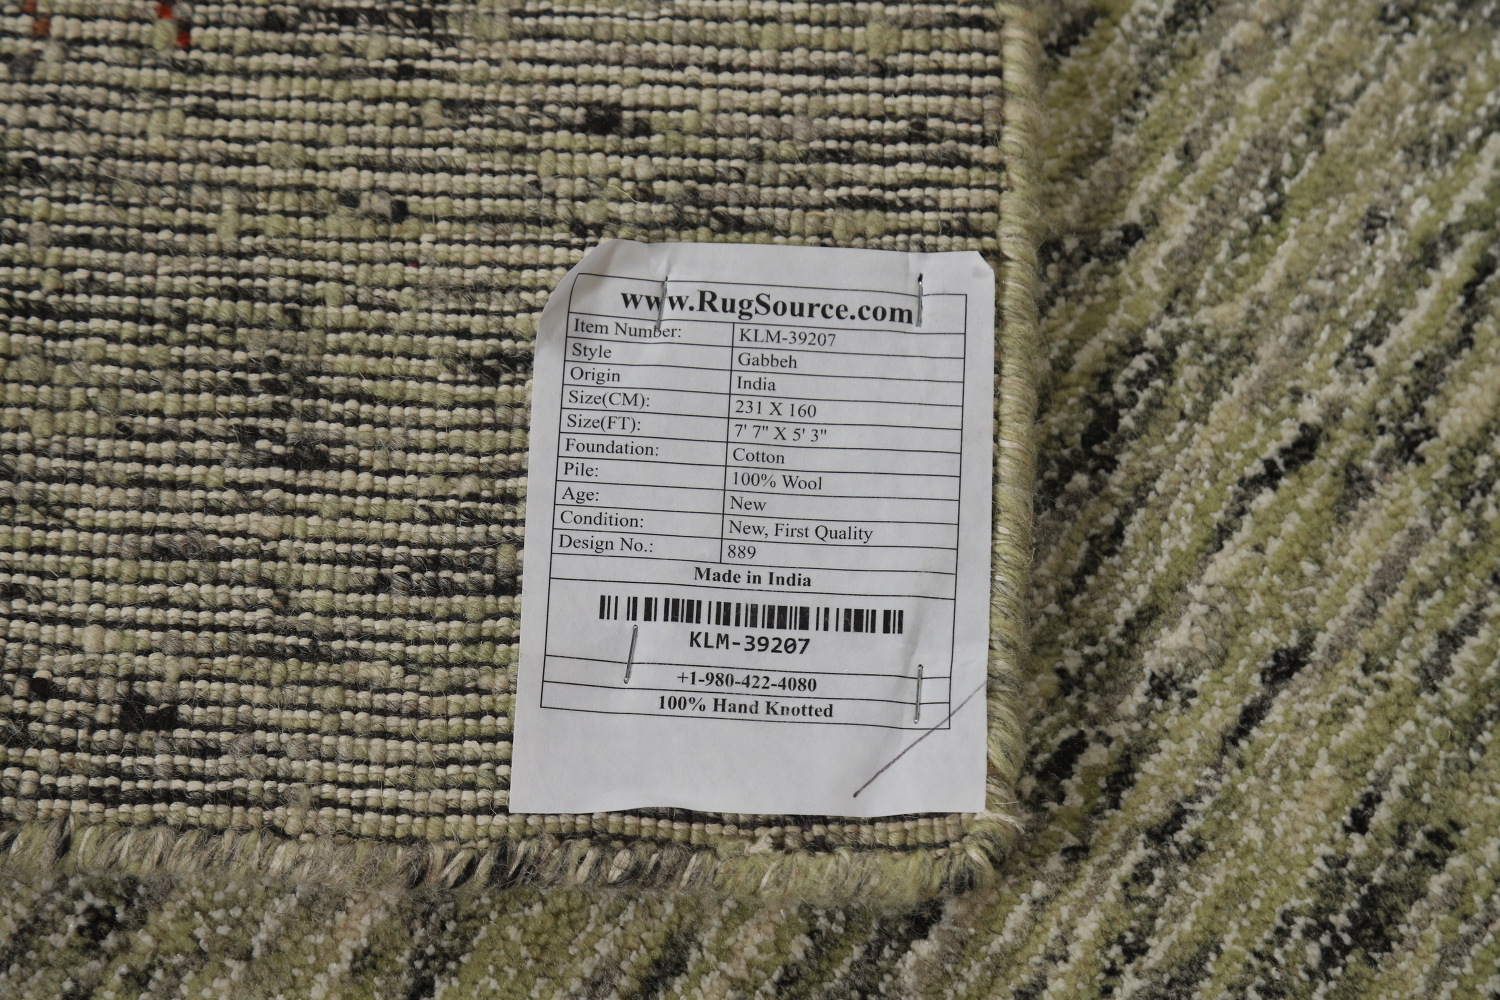 www.RugSource.com
Item Number: KLM-39207
Style Gabbeh
Origin India
Size(CM): 231 X 160
Size(FT): 7' 7" X 5' 3"
Foundation: Cotton
Pile: 100% Wool
Age: New
Condition: New, First Quality
Design No.: 889
Made in India
KLM-39207
+1-980-422-4080
100% Hand Knotted